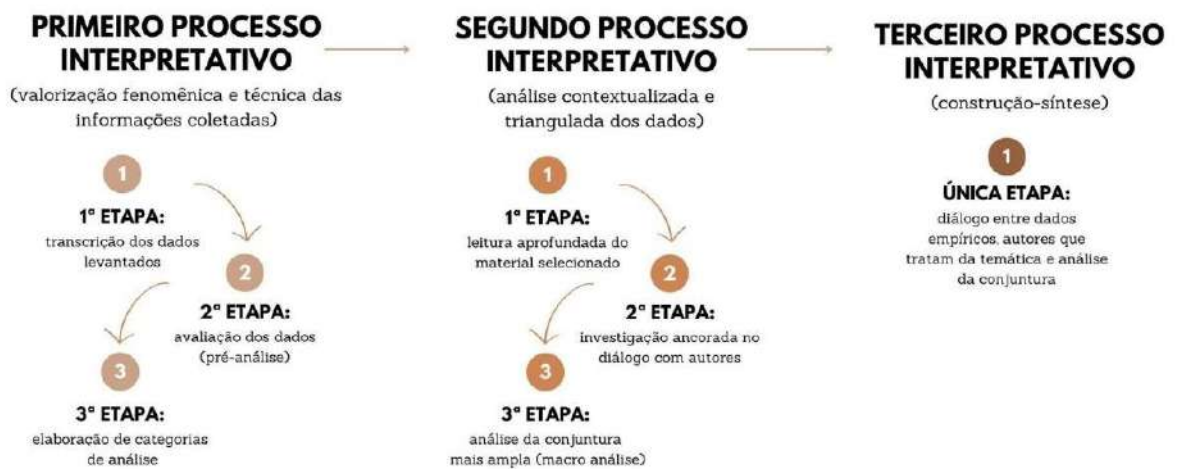 PRIMEIRO PROCESSO
INTERPRETATIVO
(valorização fenomênica e técnica das
informações coletadas)
1
1ª ETAPA:
transcrição dos dados
levantados
2
2ª ETAPA:
avaliação dos dados
(pré-análise)
3
3ª ETAPA:
elaboração de categorias
de análise
SEGUNDO PROCESSO
INTERPRETATIVO
(análise contextualizada e
triangulada dos dados)
1
1ª ETAPA:
leitura aprofundada do
material selecionado
2
2ª ETAPA:
investigação ancorada no
diálogo com autores
3
3ª ETAPA:
análise da conjuntura
mais ampla (macro análise)
TERCEIRO PROCESSO
INTERPRETATIVO
(construção-síntese)
1
ÚNICA ETAPA:
diálogo entre dados
empíricos, autores que
tratam da temática e análise
da conjuntura